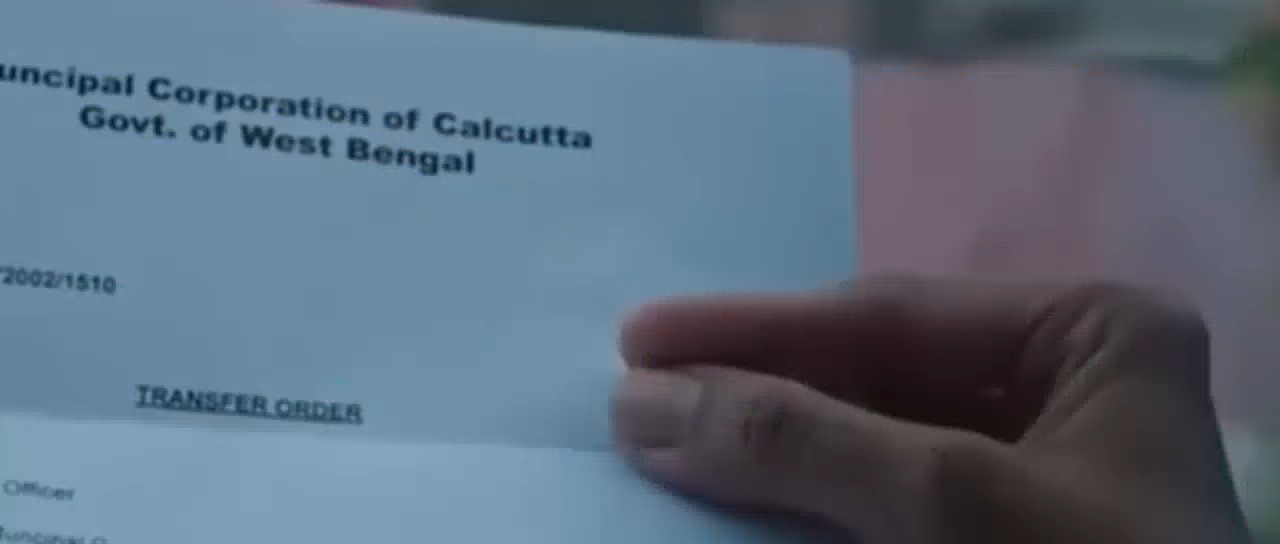 uncipal Corporation of Calcutta
Govt. of West Bengal
2002/1510
TRANSFER ORDER
Officer